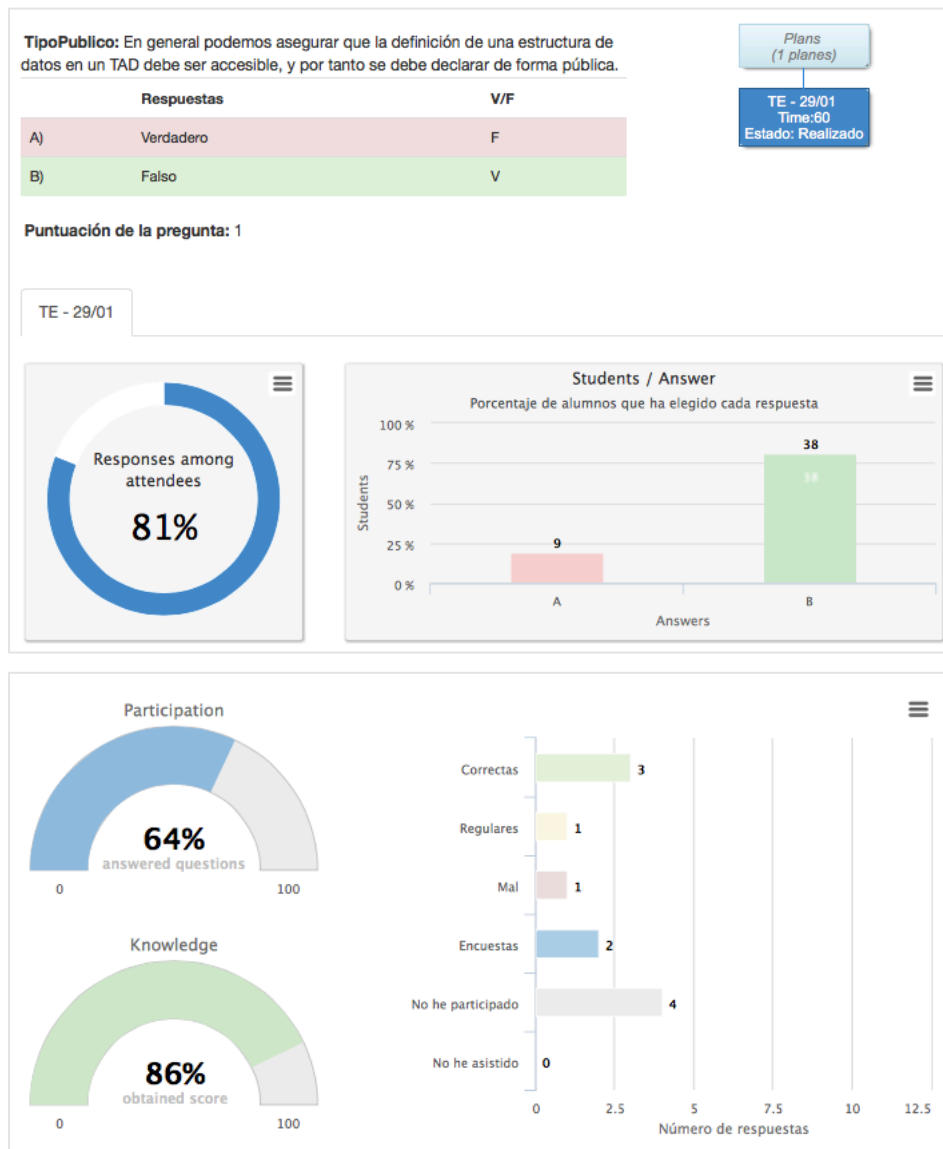 TipoPublico: En general podemos asegurar que la definición de una estructura de
datos en un TAD debe ser accesible, y por tanto se debe declarar de forma pública.
Respuestas V/F
A) Verdadero F
B) Falso V
Puntuación de la pregunta: 1
Plans
(1 planes)
TE - 29/01
Time:60
Estado: Realizado
TE - 29/01
Responses among
attendees
81%
Students / Answer
Porcentaje de alumnos que ha elegido cada respuesta
Students
100 %
75 %
50 %
25 %
0 %
9
38
38
A
B
Answers
Participation
64%
answered questions
0 100
Knowledge
86%
obtained score
0 100
Correctas 3
Regulares 1
Mal 1
Encuestas 2
No he participado 4
No he asistido 0
0 2.5 5 7.5 10 12.5
Número de respuestas